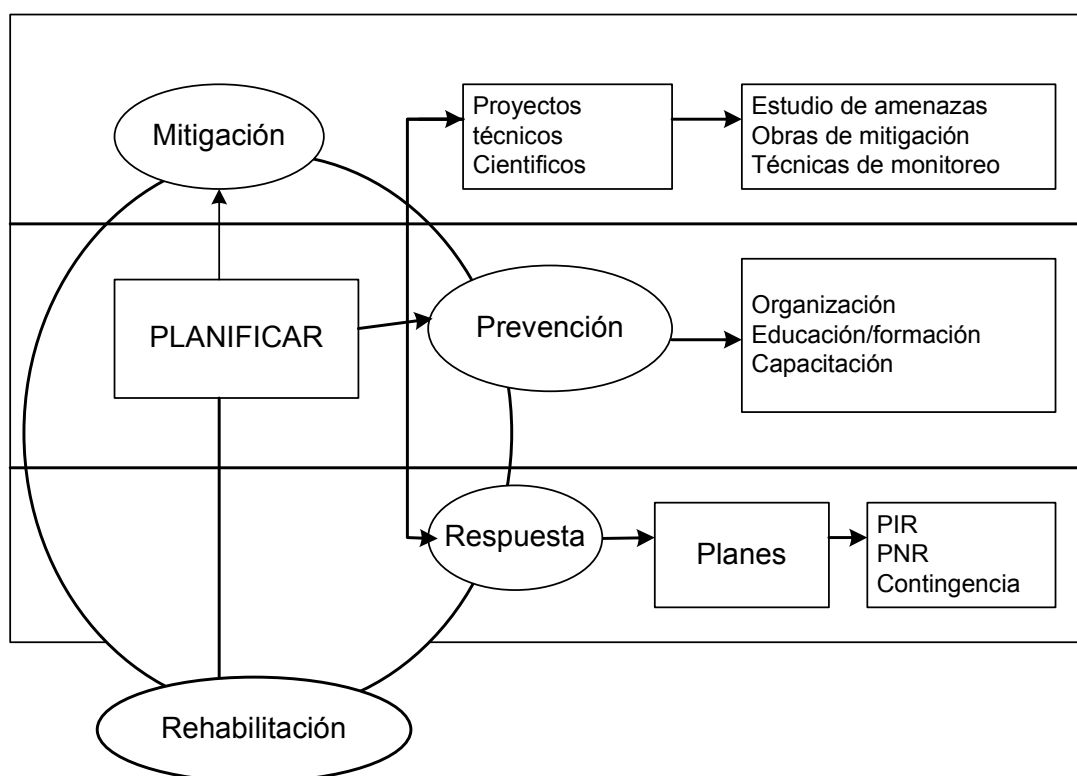 Mitigación
Proyectos
técnicos
Cientificos
Estudio de amenazas
Obras de mitigación
Técnicas de monitoreo
PLANIFICAR
Prevención
Organización
Educación/formación
Capacitación
Respuesta
Planes
PIR
PNR
Contingencia
Rehabilitación